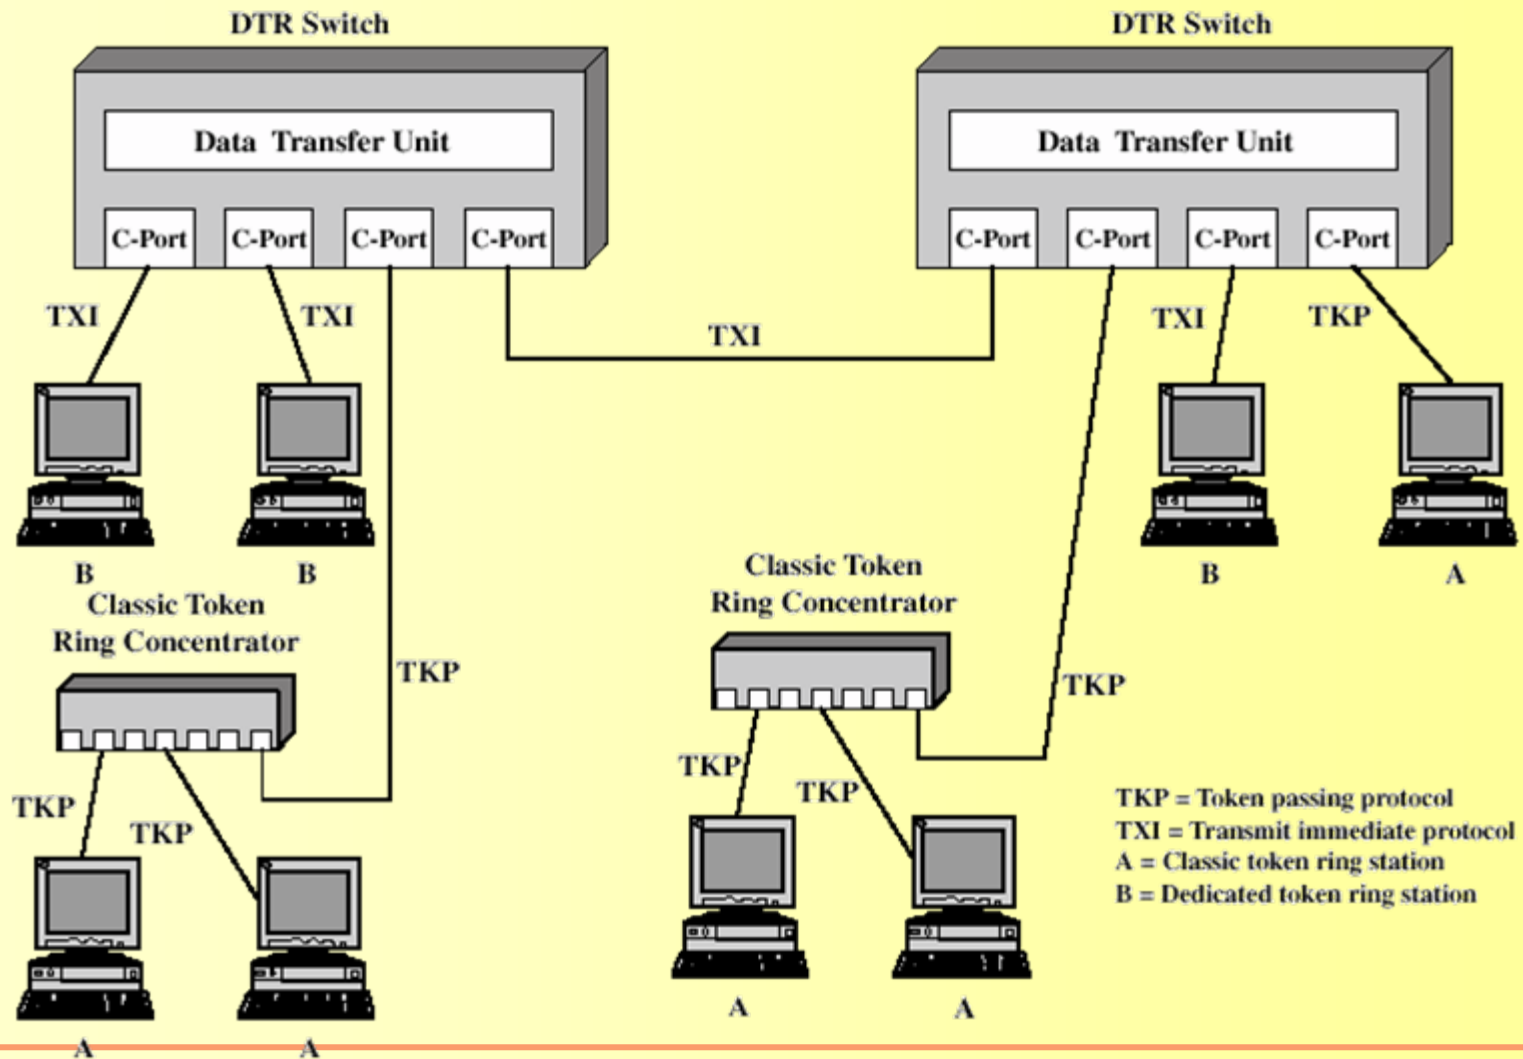 DTR Switch
DTR Switch
Data Transfer Unit
Data Transfer Unit
C-Port
C-Port
C-Port
C-Port
C-Port
C-Port
C-Port
C-Port
TXI
TXI
TXI
TXI
TKP
B
B
B
A
Classic Token
Ring Concentrator
Classic Token
Ring Concentrator
TKP
TKP
TKP
TKP
TKP
TKP
TKP = Token passing protocol
TXI = Transmit immediate protocol
A = Classic token ring station
B = Dedicated token ring station
A
A
A
A